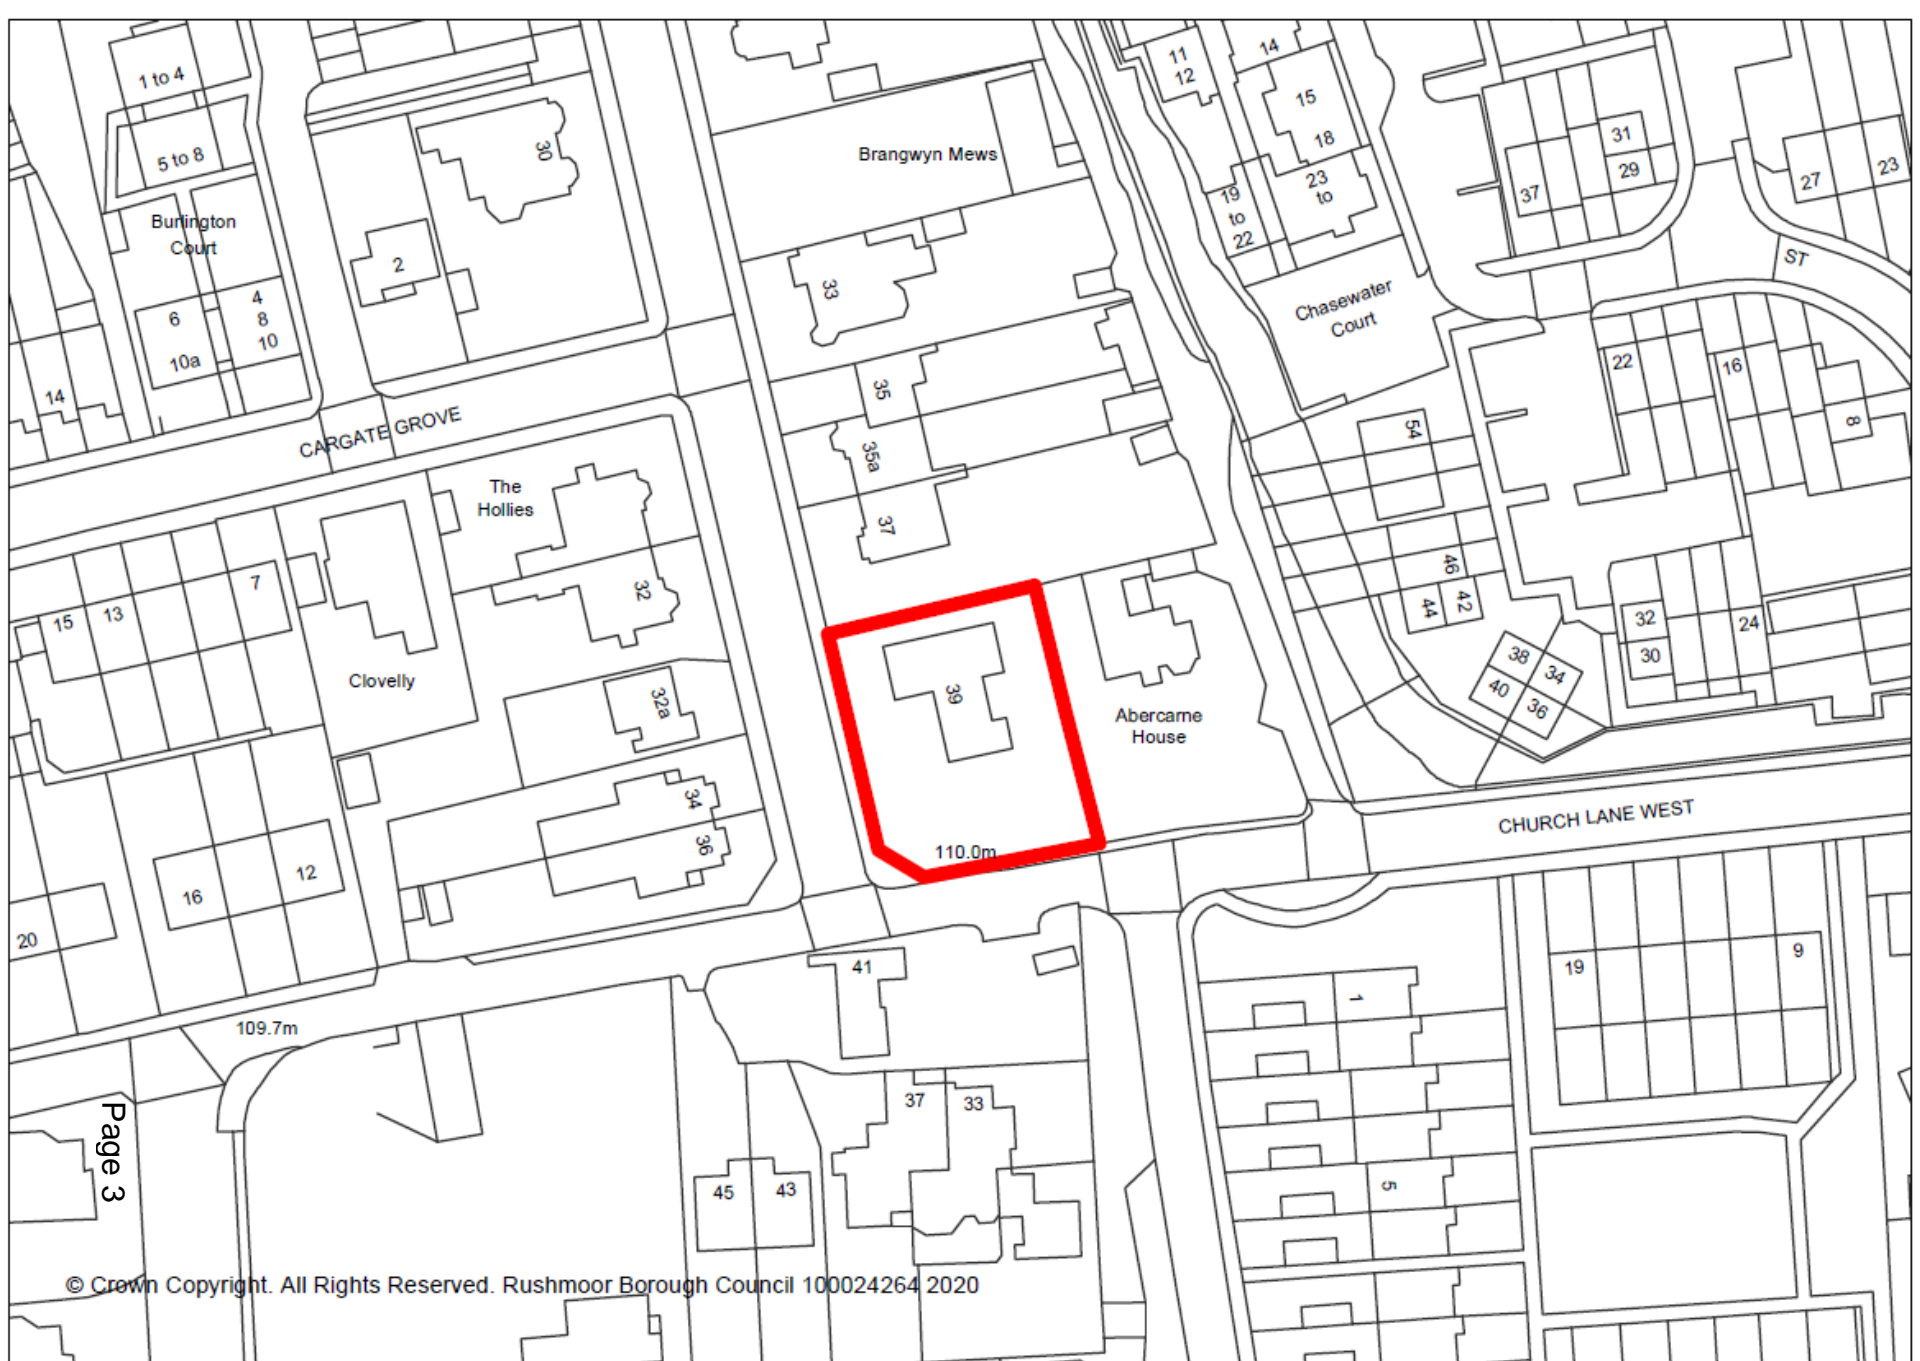 1 to 4
5 to 8
Burlington
Court
6
10a
4
8
10
14
2
30
Brangwyn Mews
33
35
35a
37
11
12
14
15
18
19
to
22
23
to
Chasewater
Court
37
31
29
27
23
ST
22
16
8
54
46
44
42
38
34
40
36
32
30
24
CARGATE GROVE
The
Hollies
32
32a
34
36
Clovelly
15
13
7
16
12
20
39
110.0m
Abercarne
House
CHURCH LANE WEST
109.7m
41
37
33
45
43
1
5
19
9
Page 3
© Crown Copyright. All Rights Reserved. Rushmoor Borough Council 100024264 2020